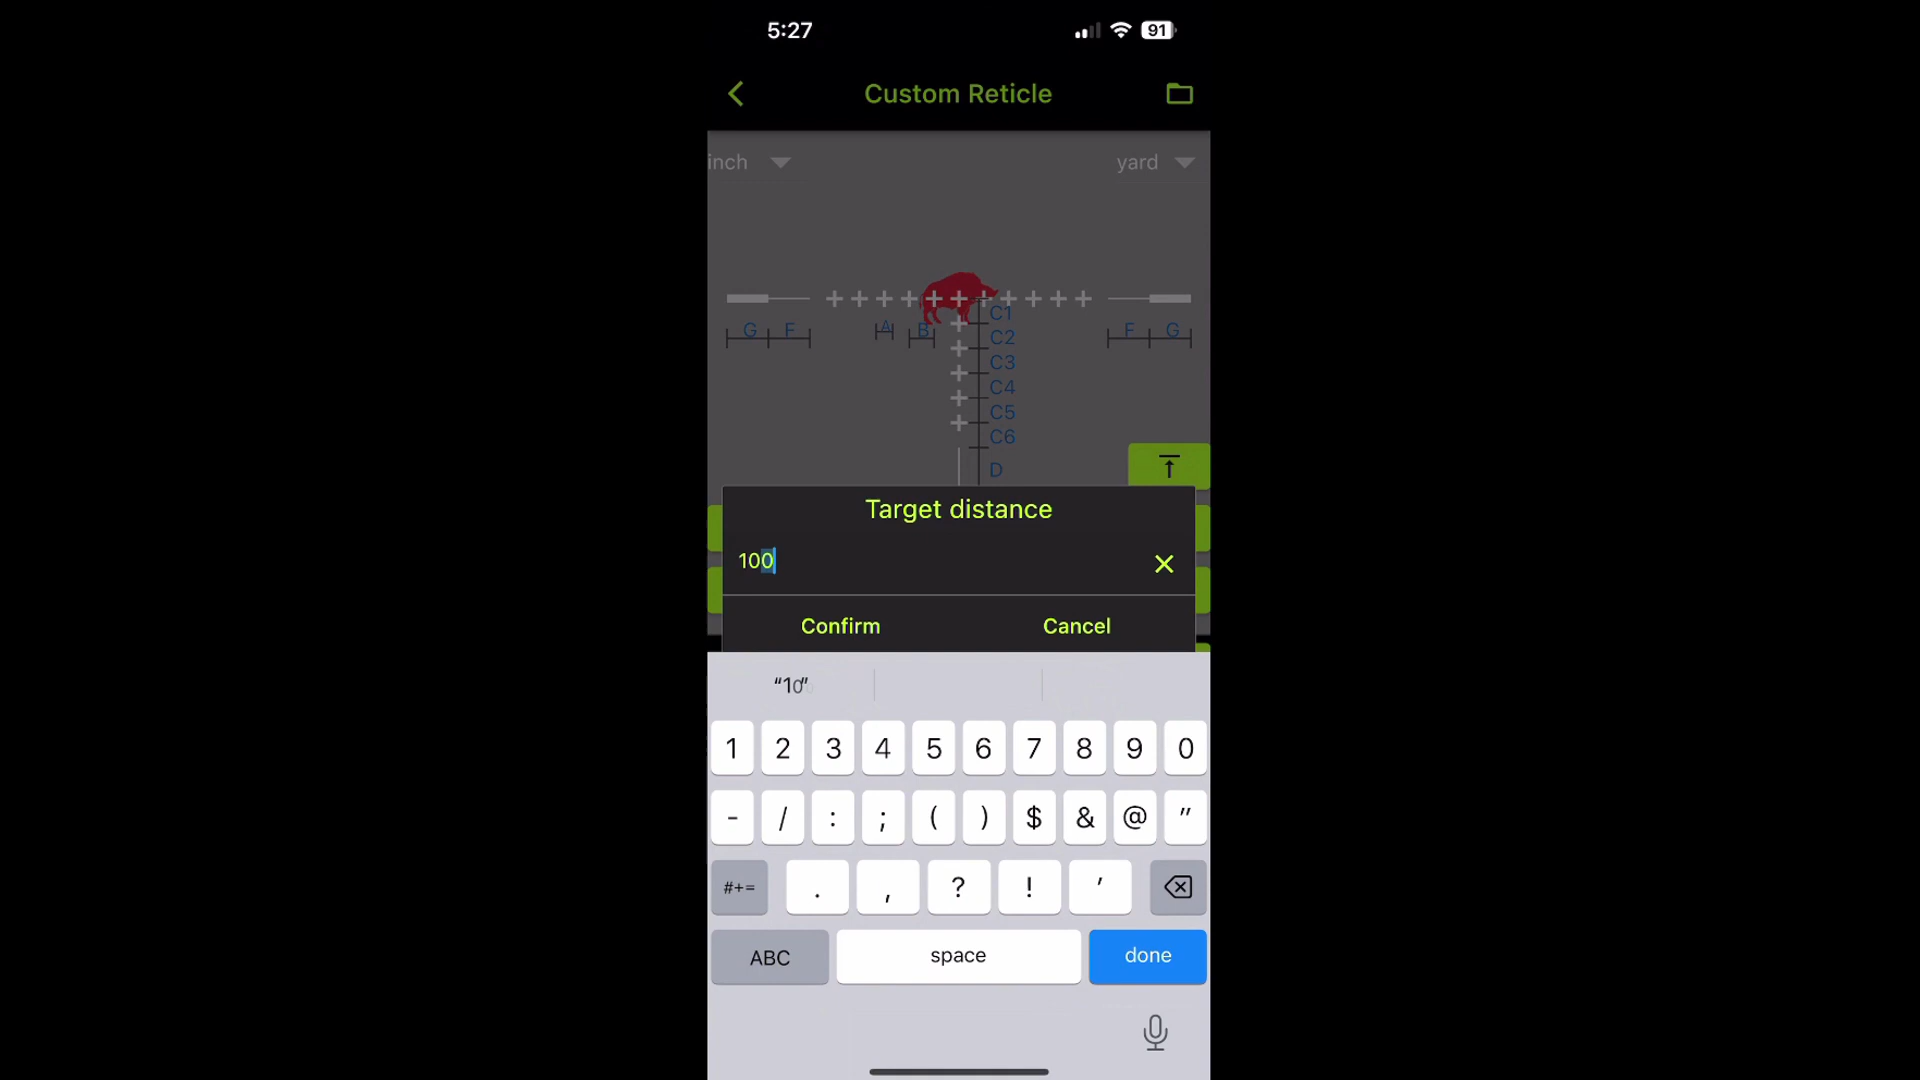 5:27
91
Custom Reticle
inch
yard
G F A B F G
C1
C2
C3
C4
C5
C6
D
Target distance
100
Confirm Cancel
“10”
1 2 3 4 5 6 7 8 9 0
- / : ; ( ) $ & @ "
#+= . , ? ! ’
ABC space done